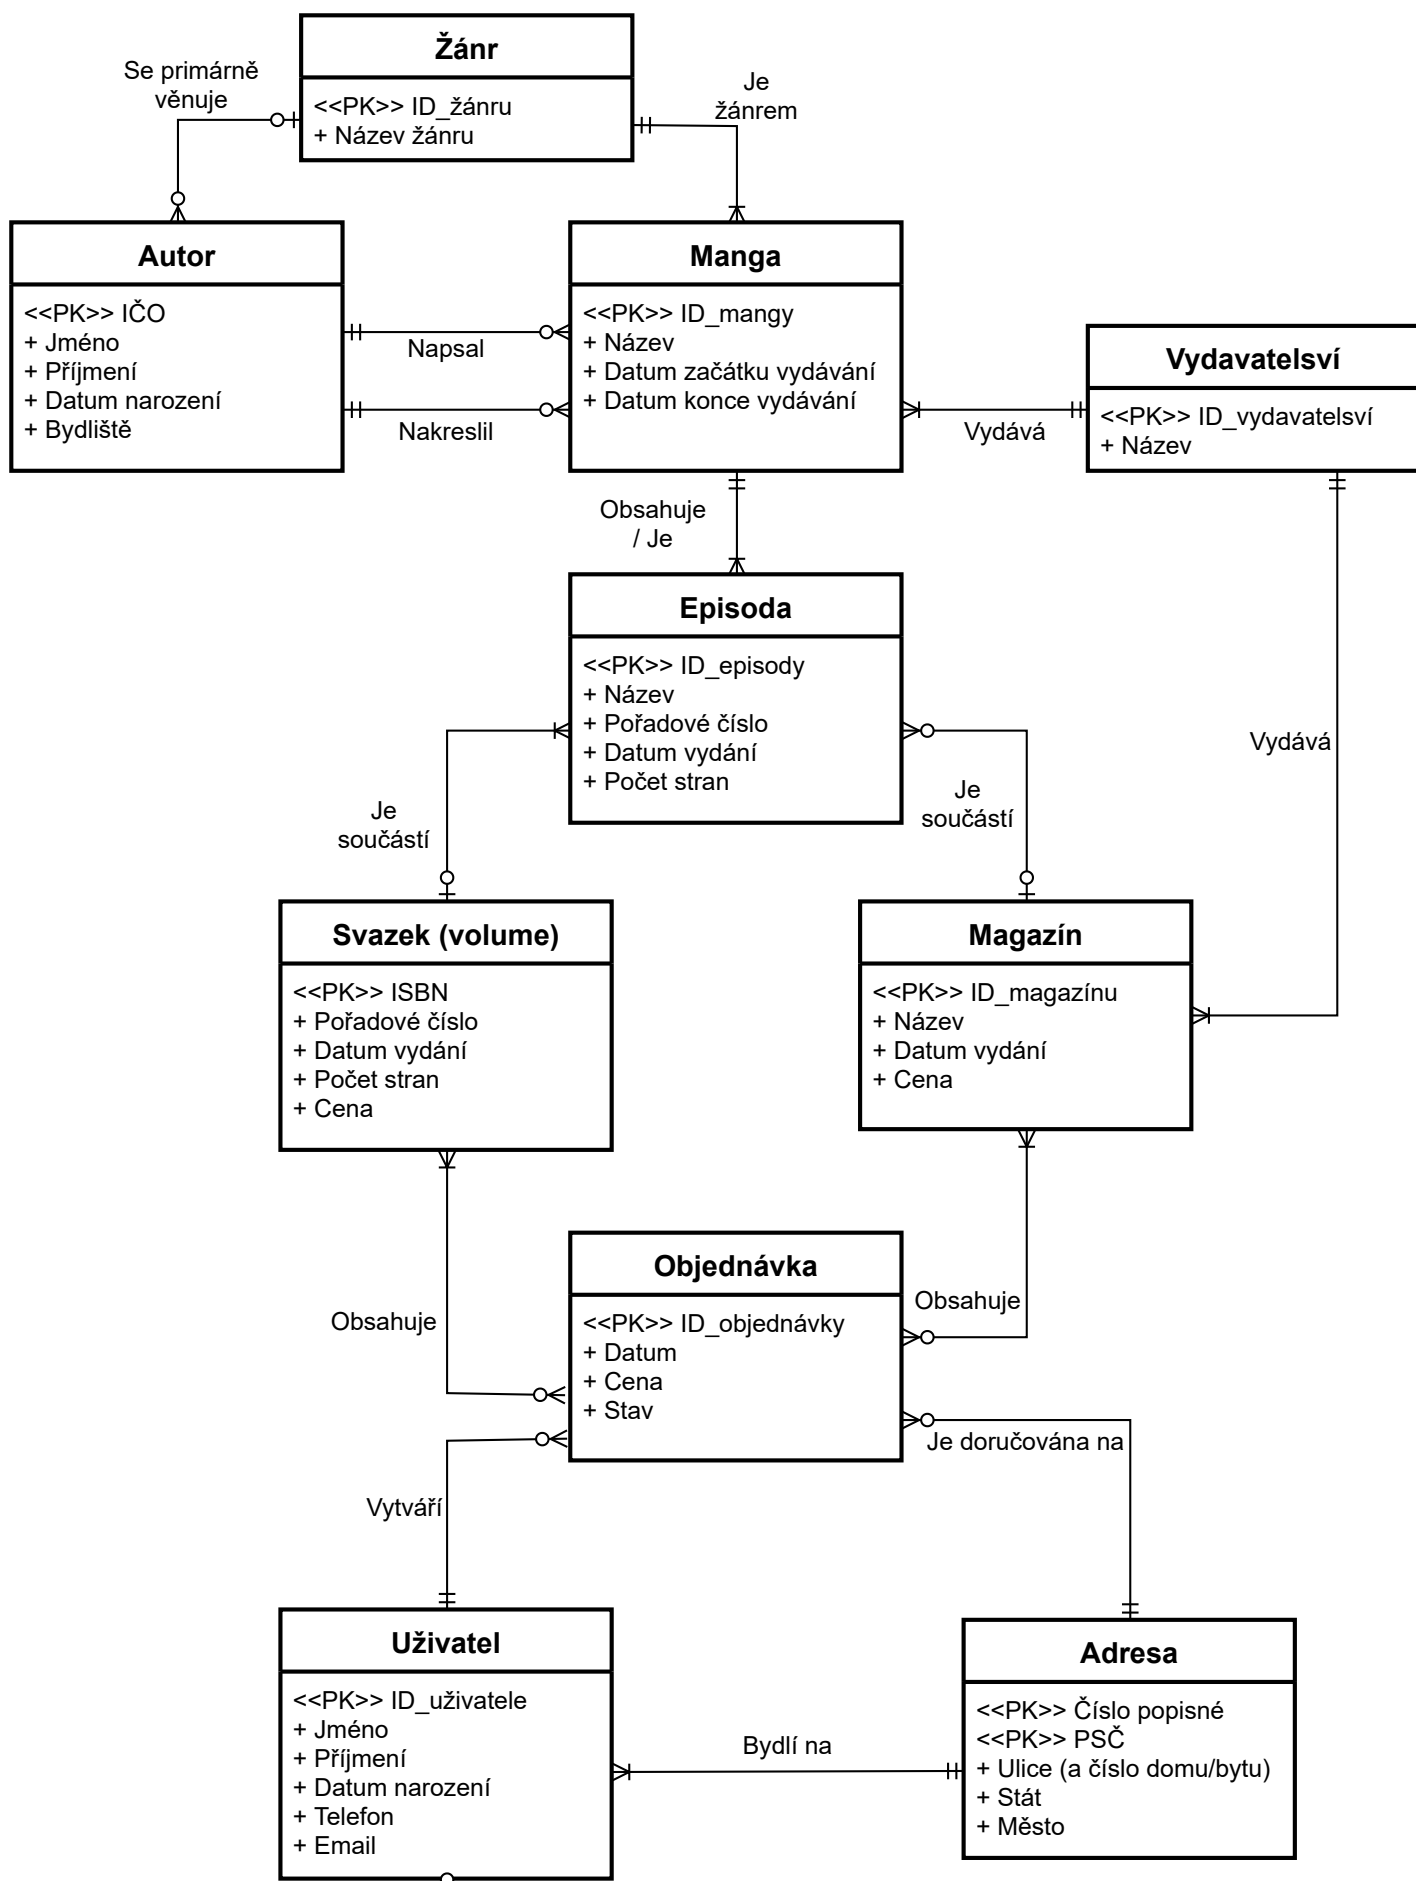 Žánr
<<PK>> ID_žánru
+ Název žánru
Se primárně
věnuje
Je
žánrem
Autor
<<PK>> IČO
+ Jméno
+ Příjmení
+ Datum narození
+ Bydliště
Napsal
Nakreslil
Manga
<<PK>> ID_mangy
+ Název
+ Datum začátku vydávání
+ Datum konce vydávání
Vydává
Vydavatelsví
<<PK>> ID_vydavatelsví
+ Název
Obsahuje
/ Je
Episoda
<<PK>> ID_episody
+ Název
+ Pořadové číslo
+ Datum vydání
+ Počet stran
Vydává
Je
součástí
Je
součástí
Svazek (volume)
<<PK>> ISBN
+ Pořadové číslo
+ Datum vydání
+ Počet stran
+ Cena
Magazín
<<PK>> ID_magazínu
+ Název
+ Datum vydání
+ Cena
Obsahuje
Objednávka
<<PK>> ID_objednávky
+ Datum
+ Cena
+ Stav
Obsahuje
Je doručována na
Vytváří
Uživatel
<<PK>> ID_uživatele
+ Jméno
+ Příjmení
+ Datum narození
+ Telefon
+ Email
Bydlí na
Adresa
<<PK>> Číslo popisné
<<PK>> PSČ
+ Ulice (a číslo domu/bytu)
+ Stát
+ Město